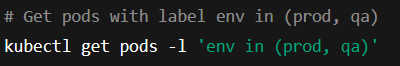 # Get pods with label env in (prod, qa)
kubectl get pods -l 'env in (prod, qa)'